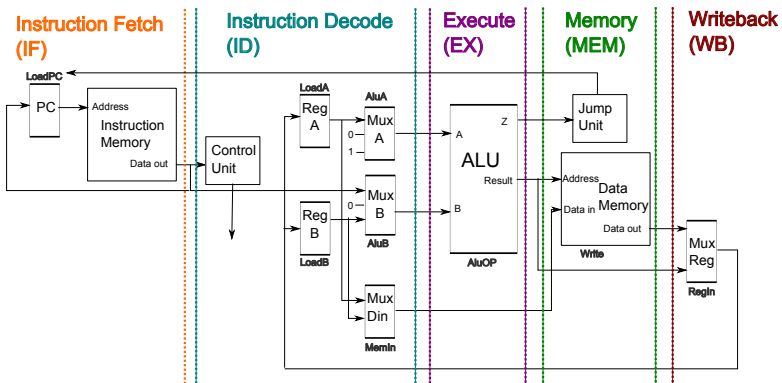 Instruction Fetch
(IF)
Instruction Decode
(ID)
Execute
(EX)
Memory
(MEM)
Writeback
(WB)
LoadPC
PC
Address
Instruction
Memory
Data out
Control
Unit
LoadA
Reg
A
AluA
Mux
A
0
1
Reg
B
LoadB
Mux
B
0
AluB
Mux
Din
MemIn
A
B
Z
ALU
Result
AluOP
Jump
Unit
Address
Data
Memory
Data in
Data out
Write
Mux
Reg
RegIn